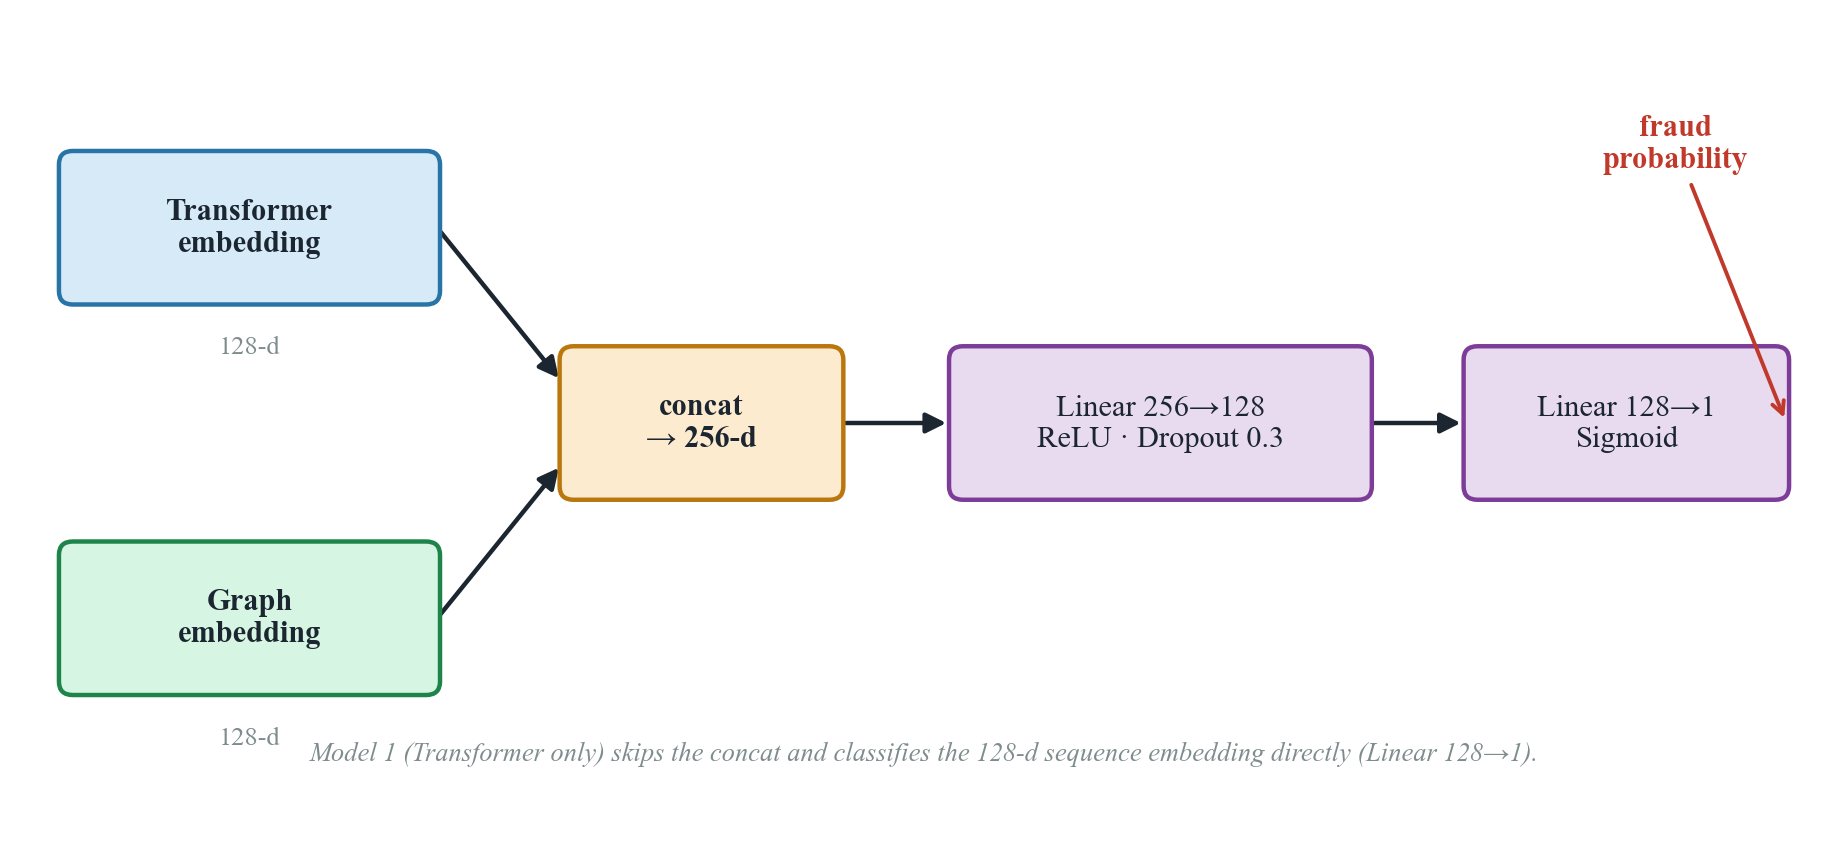 fraud
probability
Transformer
embedding
128-d
concat
→ 256-d
Linear 256→128
ReLU · Dropout 0.3
Linear 128→1
Sigmoid
Graph
embedding
128-d
Model 1 (Transformer only) skips the concat and classifies the 128-d sequence embedding directly (Linear 128→1).